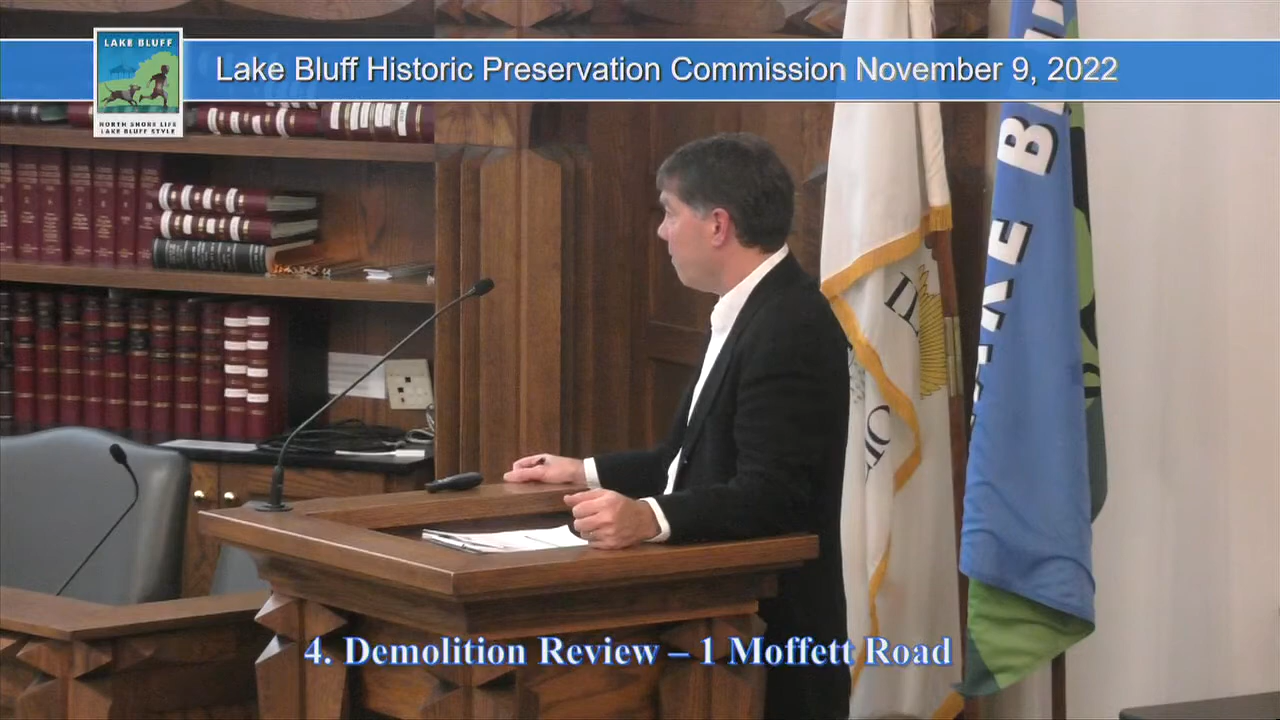 LAKE BLUFF
NORTH SHORE LIFE
LAKE BLUFF STYLE
Lake Bluff Historic Preservation Commission November 9, 2022
4. Demolition Review – 1 Moffett Road